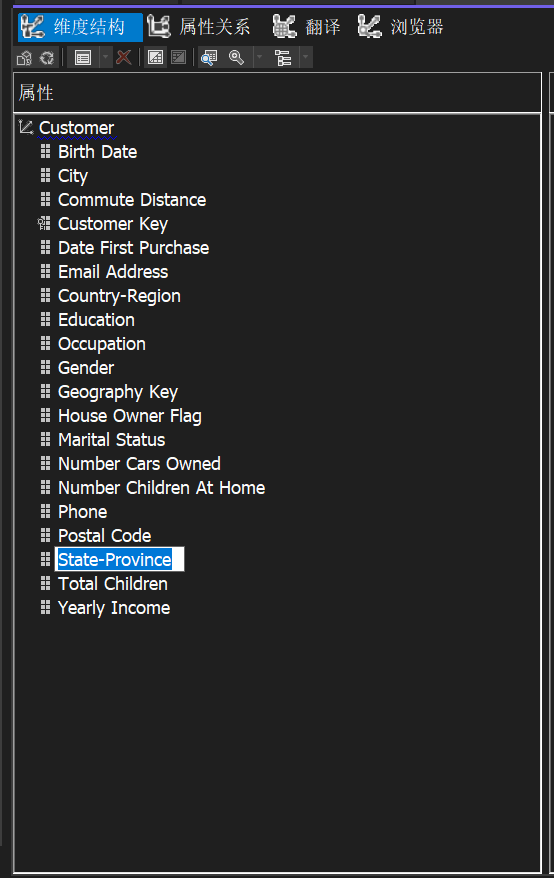 维度结构 属性关系 翻译 浏览器
属性
Customer
Birth Date
City
Commute Distance
Customer Key
Date First Purchase
Email Address
Country-Region
Education
Occupation
Gender
Geography Key
House Owner Flag
Marital Status
Number Cars Owned
Number Children At Home
Phone
Postal Code
State-Province
Total Children
Yearly Income